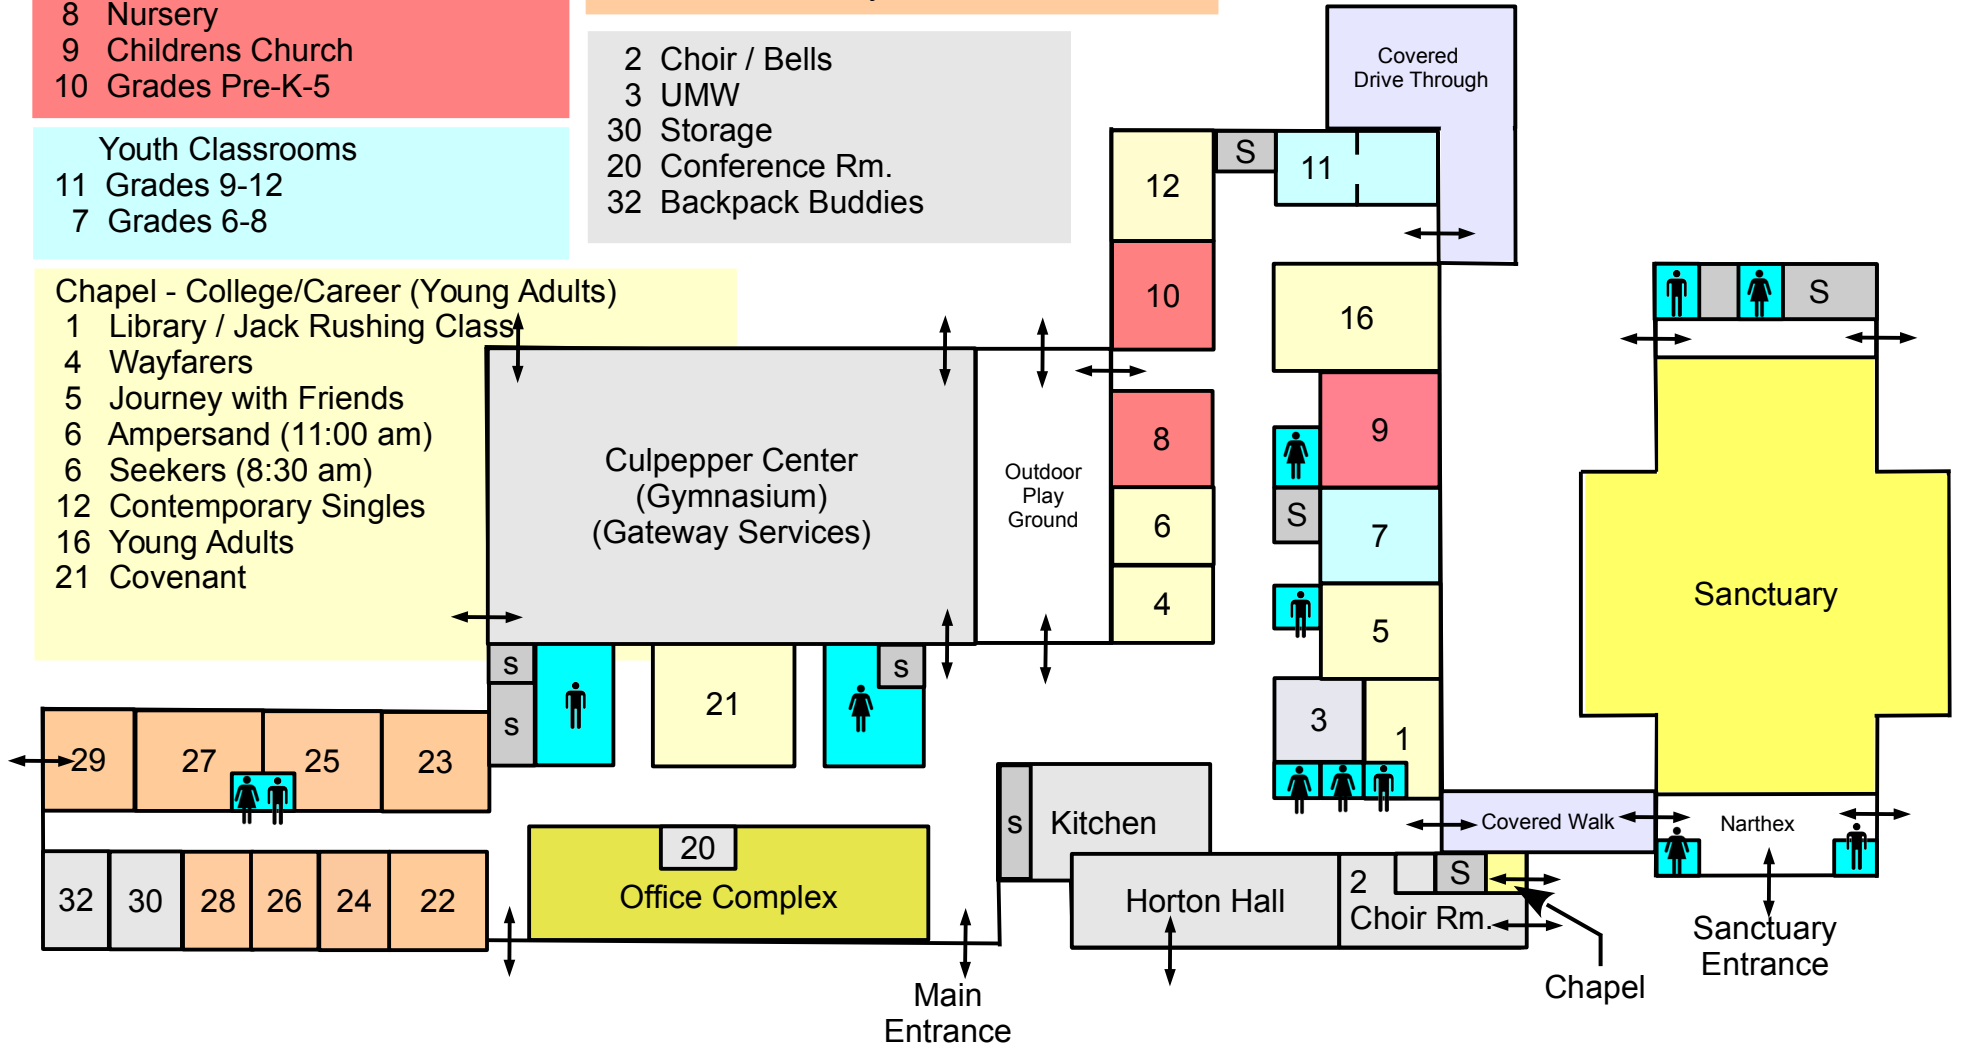 8 Nursery
9 Childrens Church
10 Grades Pre-K-5
Youth Classrooms
11 Grades 9-12
7 Grades 6-8
2 Choir / Bells
3 UMW
30 Storage
20 Conference Rm.
32 Backpack Buddies
Chapel - College/Career (Young Adults)
1 Library / Jack Rushing Class
4 Wayfarers
5 Journey with Friends
6 Ampersand (11:00 am)
6 Seekers (8:30 am)
12 Contemporary Singles
16 Young Adults
21 Covenant
Covered
Drive Through
12
S
11
10
16
S
Culpepper Center
(Gymnasium)
(Gateway Services)
Outdoor
Play
Ground
8
6
4
9
S
7
5
3
1
Sanctuary
s
s
21
s
29
27
25
23
32
30
28
26
24
22
20
Office Complex
s
Kitchen
Horton Hall
2
Choir Rm.
S
Covered Walk
Narthex
Main
Entrance
Chapel
Sanctuary
Entrance